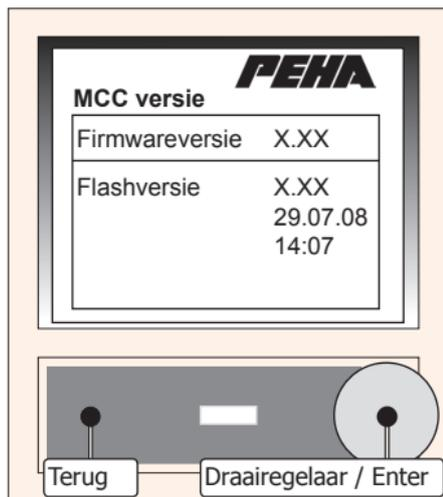 PEHA
MCC versie
Firmwareversie X.XX
Flashversie X.XX
29.07.08
14:07
Terug Draairegelaar / Enter